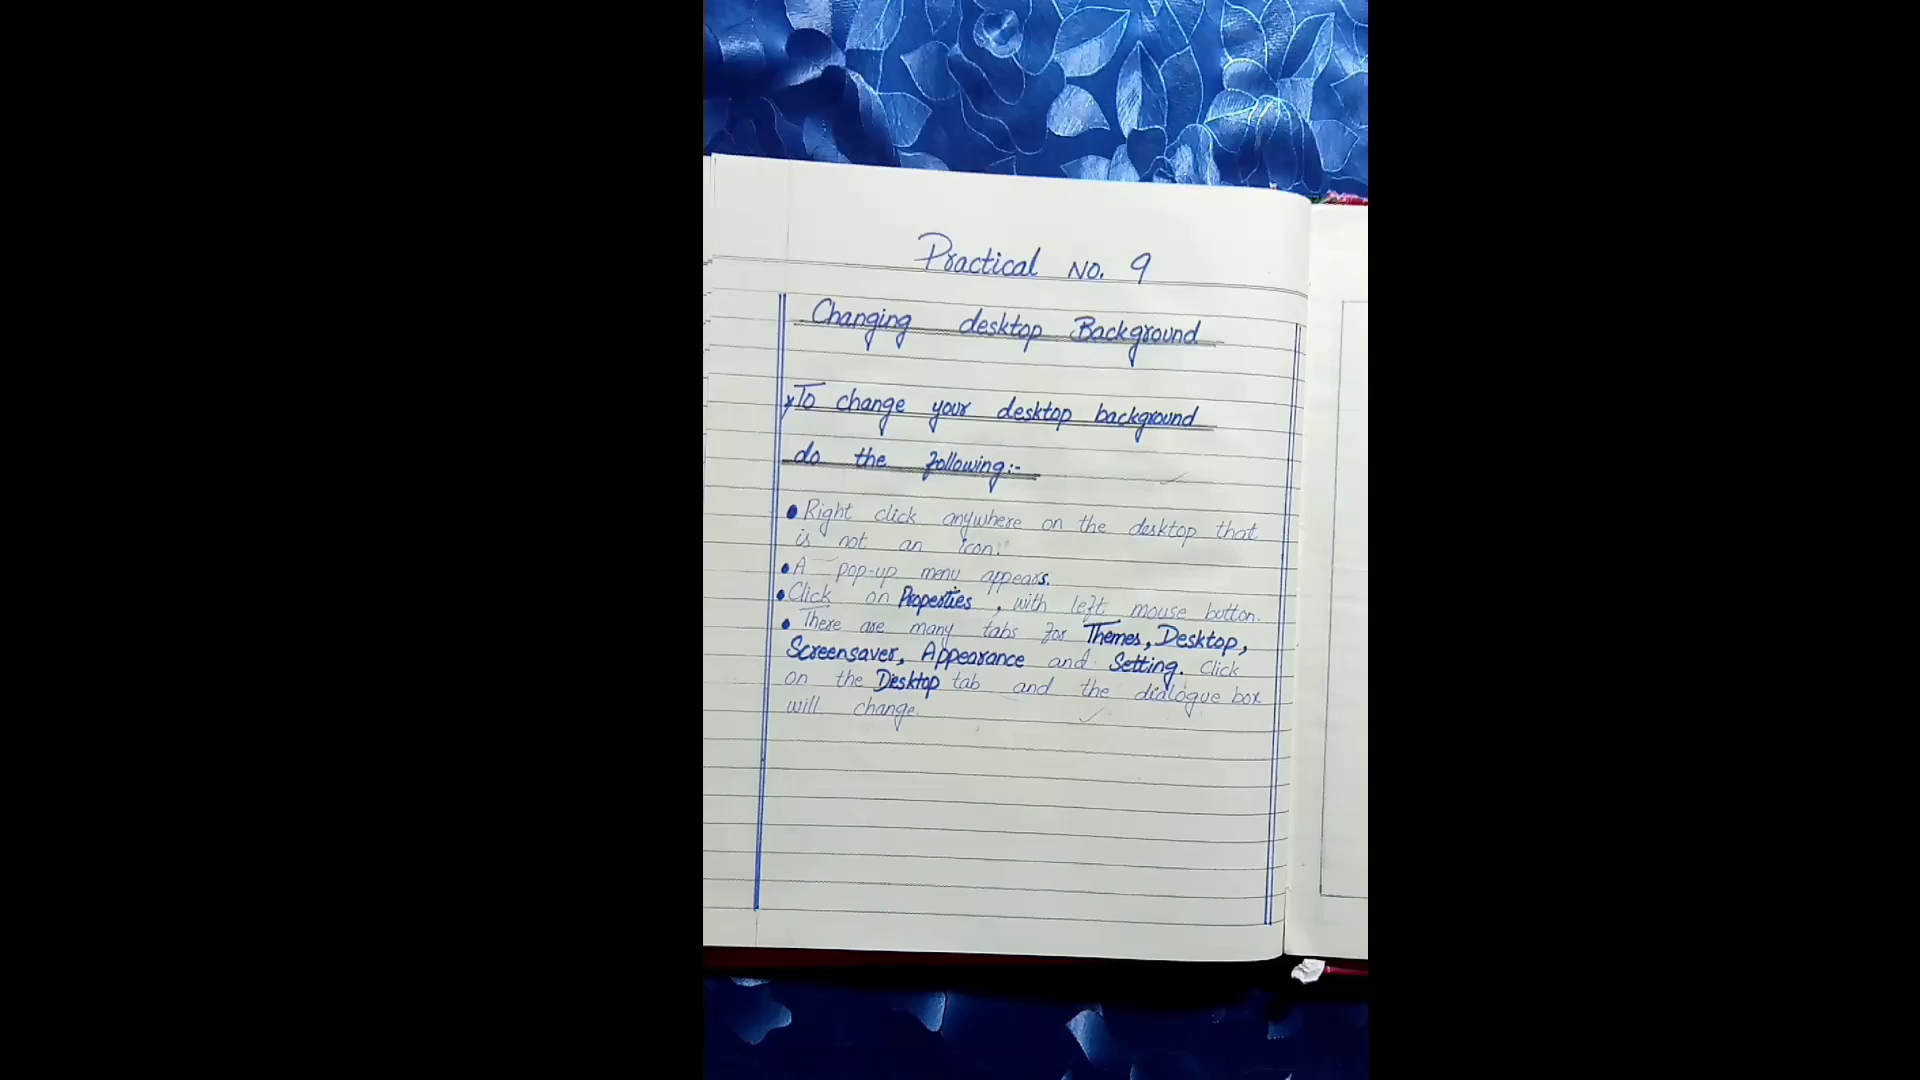 Practical No. 9
Changing desktop Background
*To change your desktop background
do the following:-
• Right click anywhere on the desktop that
is not an icon.
• A pop-up menu appears.
• Click on Properties, with left mouse button.
• There are many tabs for Themes, Desktop,
Screensaver, Appearance and Setting. Click
on the Desktop tab and the dialogue box
will change.